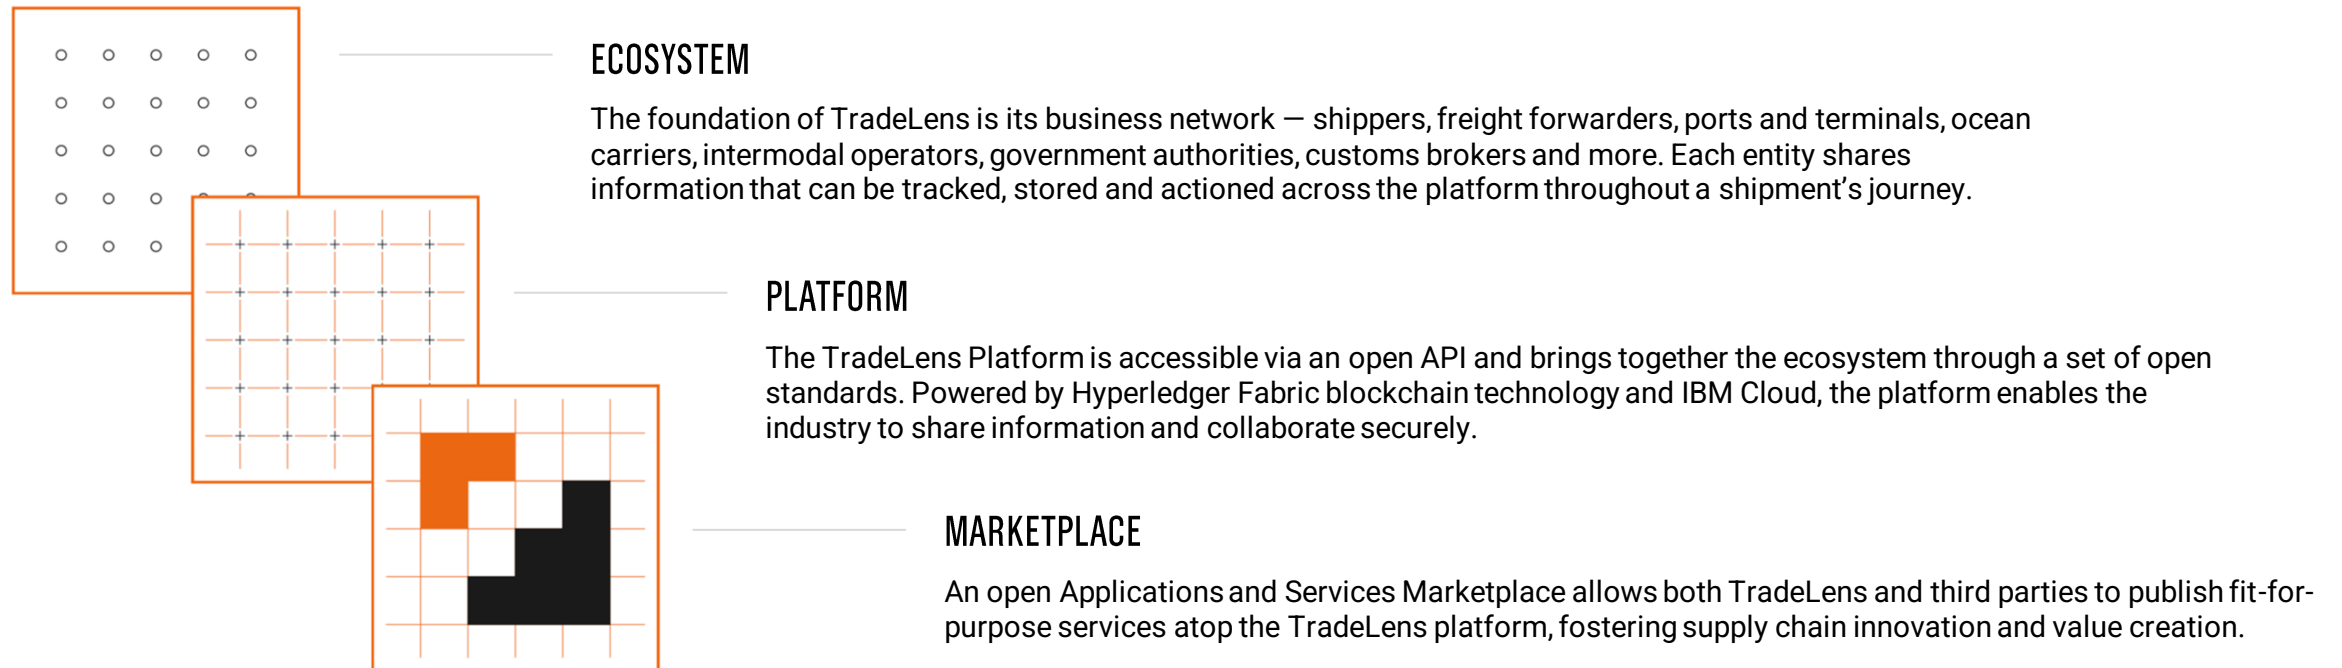 ECOSYSTEM
The foundation of TradeLens is its business network — shippers, freight forwarders, ports and terminals, ocean
carriers, intermodal operators, government authorities, customs brokers and more. Each entity shares
information that can be tracked, stored and actioned across the platform throughout a shipment’s journey.
PLATFORM
The TradeLens Platform is accessible via an open API and brings together the ecosystem through a set of open
standards. Powered by Hyperledger Fabric blockchain technology and IBM Cloud, the platform enables the
industry to share information and collaborate securely.
MARKETPLACE
An open Applications and Services Marketplace allows both TradeLens and third parties to publish fit-for-
purpose services atop the TradeLens platform, fostering supply chain innovation and value creation.